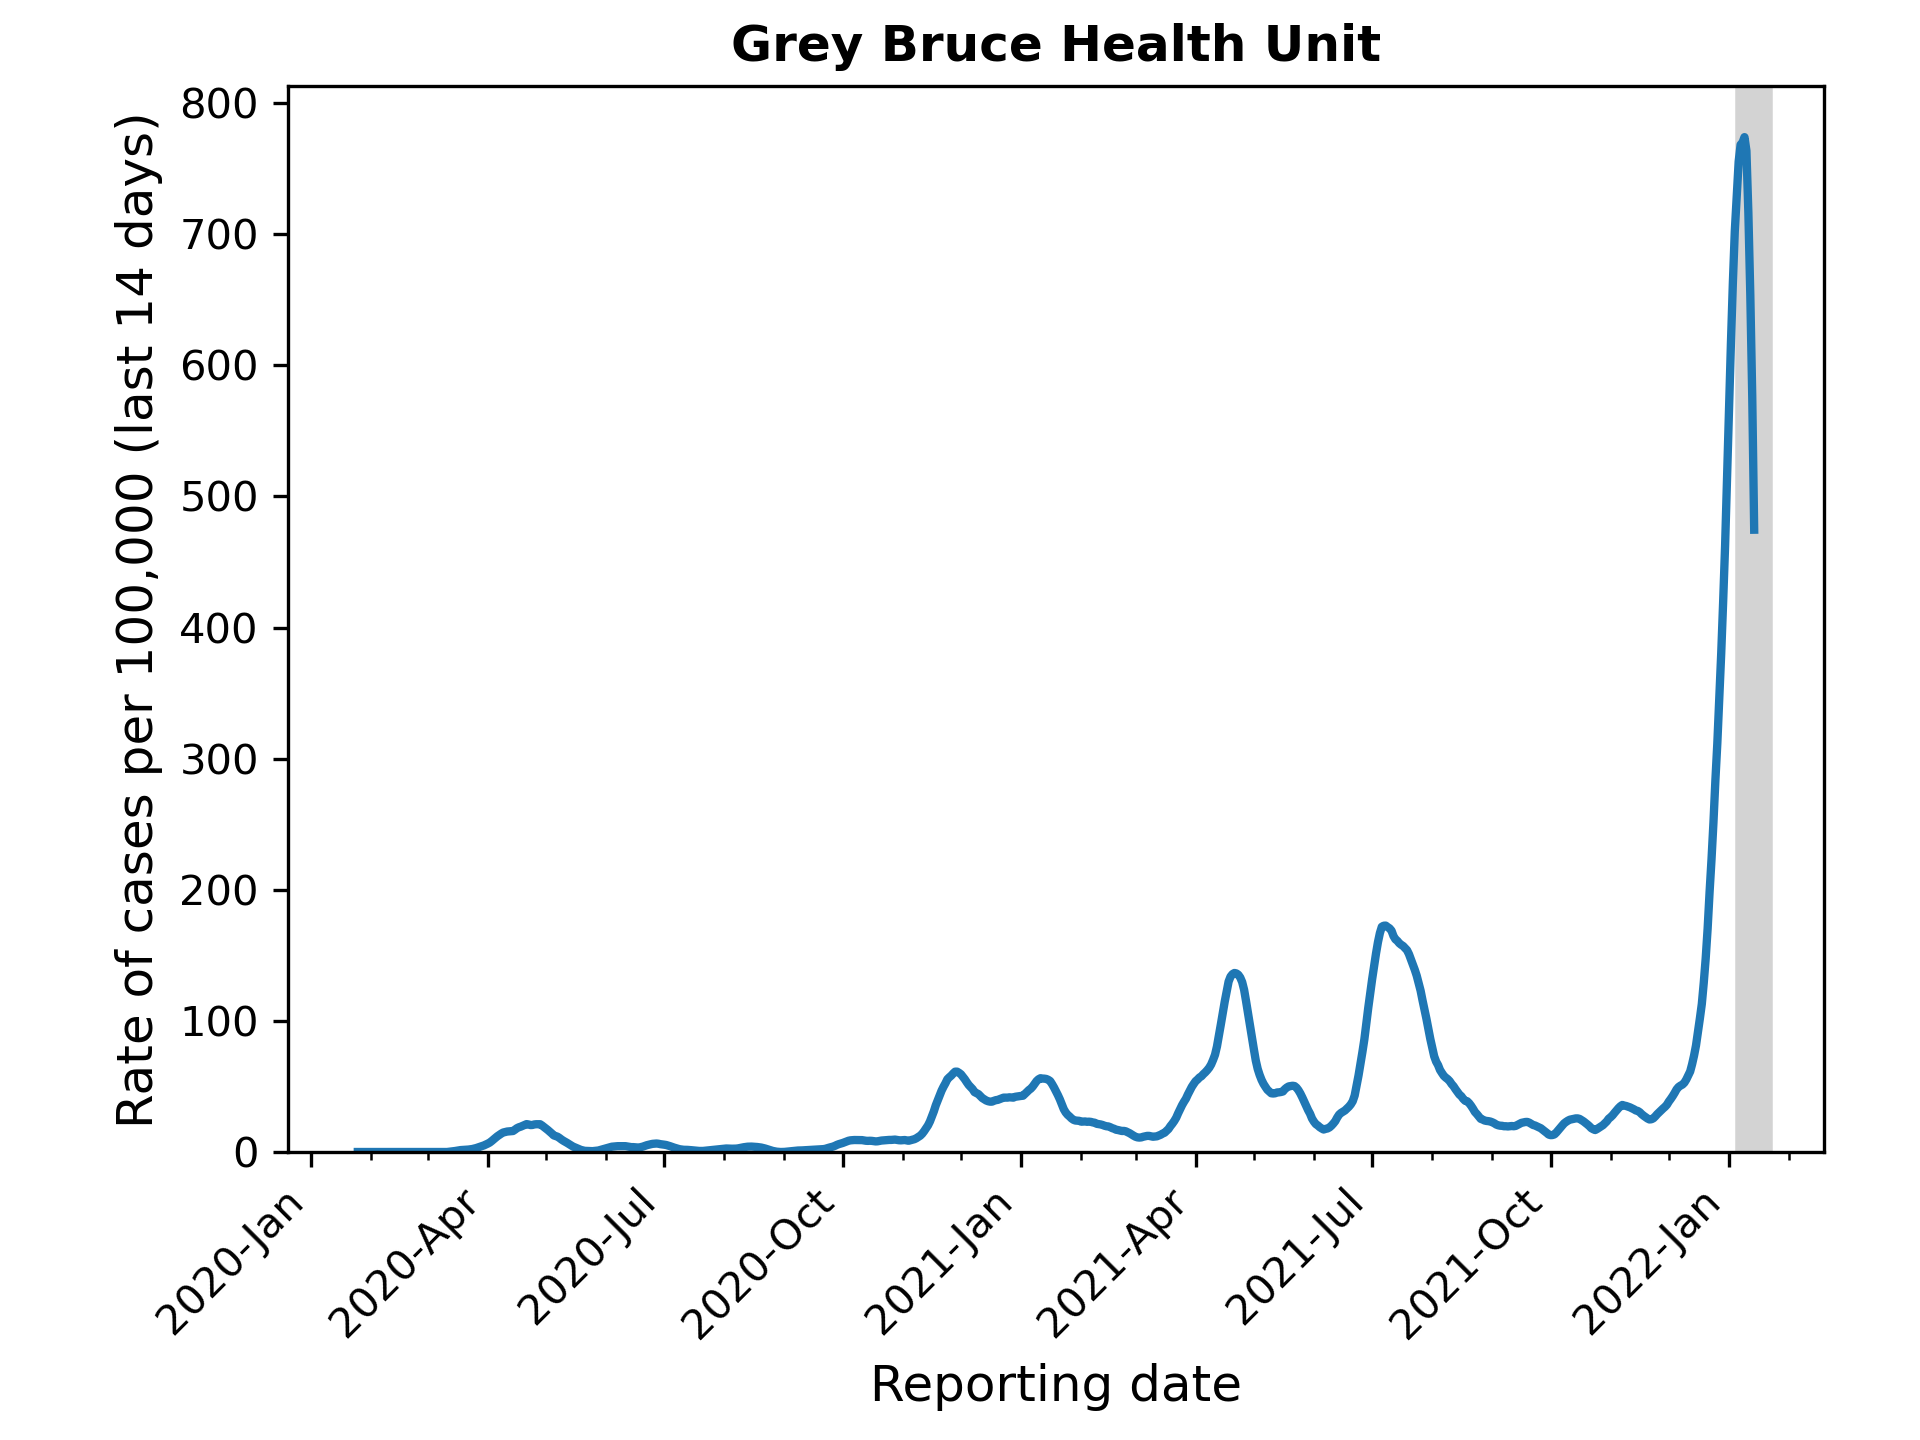 Grey Bruce Health Unit
Rate of cases per 100,000 (last 14 days)
800
700
600
500
400
300
200
100
0
2020-Jan
2020-Apr
2020-Jul
2020-Oct
2021-Jan
2021-Apr
2021-Jul
2021-Oct
2022-Jan
Reporting date